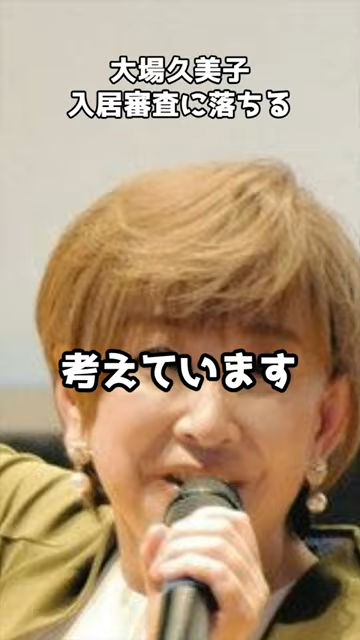 大場久美子
入居審査に落ちる
考えています